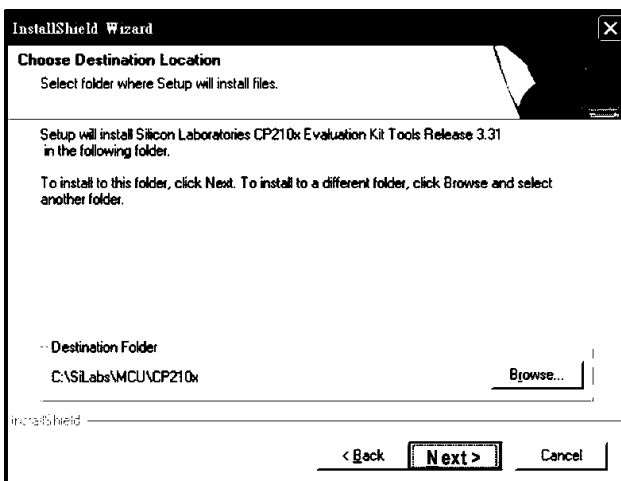 InstallShield Wizard
Choose Destination Location
Select folder where Setup will install files.
Setup will install Silicon Laboratories CP210x Evaluation Kit Tools Release 3.31
in the following folder.
To install to this folder, click Next. To install to a different folder, click Browse and select
another folder.
Destination Folder
C:\SiLabs\MCU\CP210x
Browse...
InstallShield
< Back
Next >
Cancel